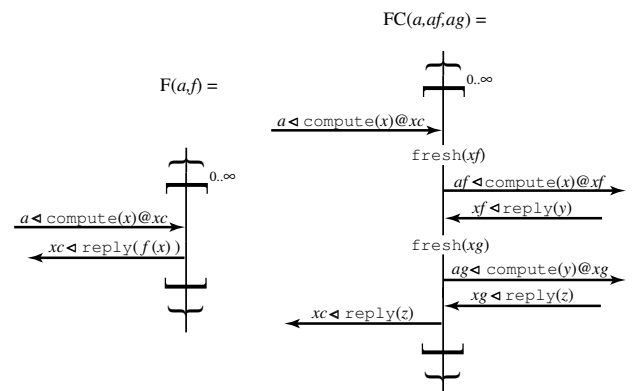 F(a,f) =
0..∞
a ⊲ compute(x)@xc
xc ⊲ reply(f(x))
FC(a,af,ag) =
0..∞
a ⊲ compute(x)@xc
fresh(xf)
af ⊲ compute(x)@xf
xf ⊲ reply(y)
fresh(xg)
ag ⊲ compute(y)@xg
xg ⊲ reply(z)
xc ⊲ reply(z)